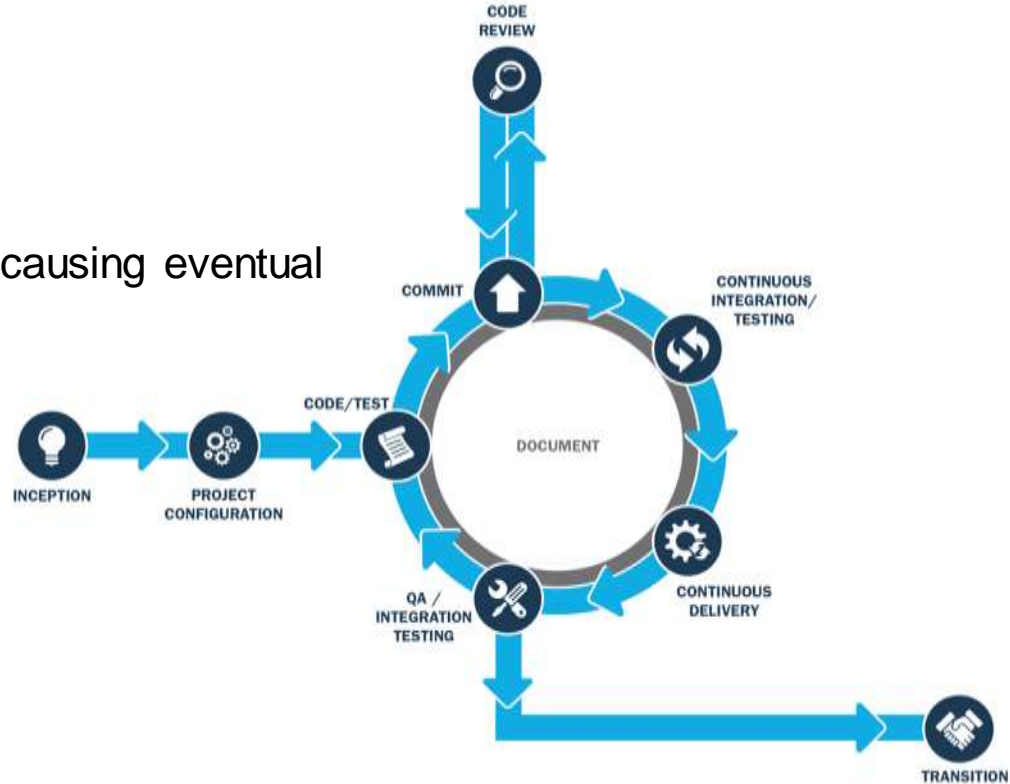 CODE
REVIEW
causing eventual
COMMIT
CONTINUOUS
INTEGRATION/
TESTING
CODE/TEST
DOCUMENT
INCEPTION
PROJECT
CONFIGURATION
QA /
INTEGRATION
TESTING
CONTINUOUS
DELIVERY
TRANSITION